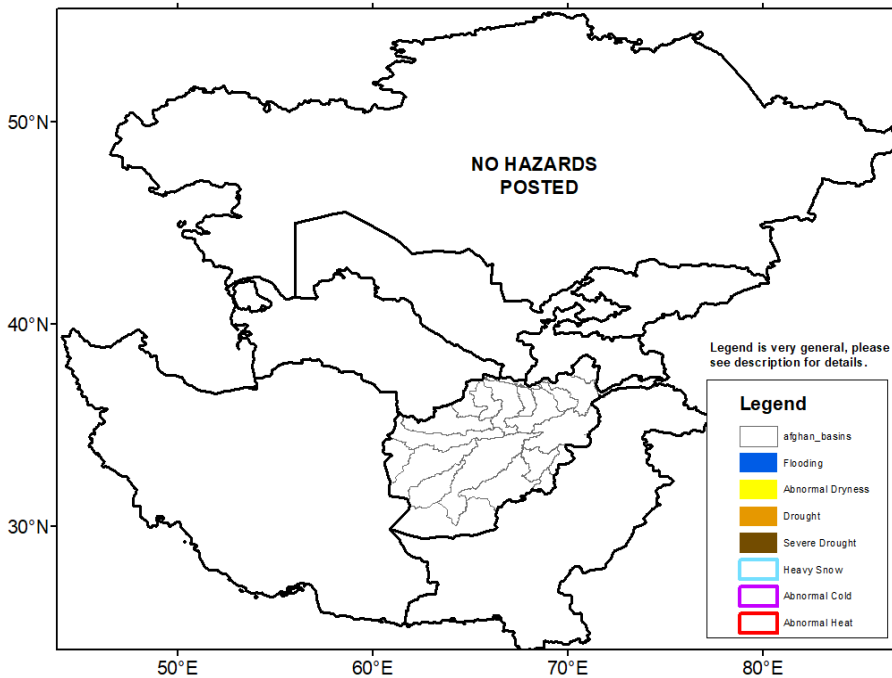 50°N
NO HAZARDS
POSTED
40°N
Legend is very general, please
see description for details.
Legend
afghan_basins
Flooding
Abnormal Dryness
30°N
Drought
Severe Drought
Heavy Snow
Abnormal Cold
Abnormal Heat
50°E
60°E
70°E
80°E